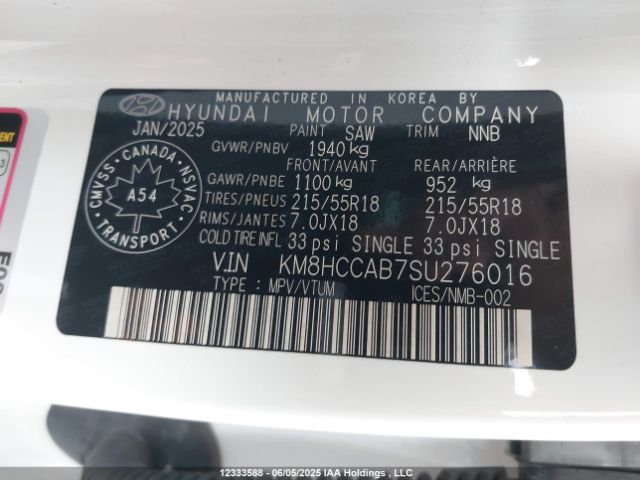 MANUFACTURED IN KOREA BY
HYUNDAI MOTOR COMPANY
JAN/2025 PAINT SAW TRIM NNB
GVWR/PNBV 1940 kg
FRONT/AVANT REAR/ARRIÈRE
GAWR/PNBE 1100 kg 952 kg
TIRES/PNEUS 215/55R18 215/55R18
RIMS/JANTES 7.0JX18 7.0JX18
COLD TIRE INFL 33 psi SINGLE 33 psi SINGLE
VIN KM8HCCAB7SU276016
TYPE : MPV/VTUM ICES/NMB-002
CMVSS · CANADA · NSVAC
A54
TRANSPORT
12333588 - 06/05/2025 IAA Holdings , LLC